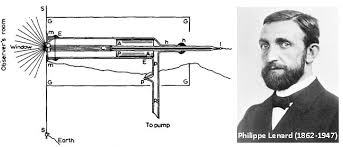 S
G
G
m
E
h
h
Observer's room
Window
A
A
m
E
P
G
G
To pump
S
Earth
Philippe Lenard (1862-1947)